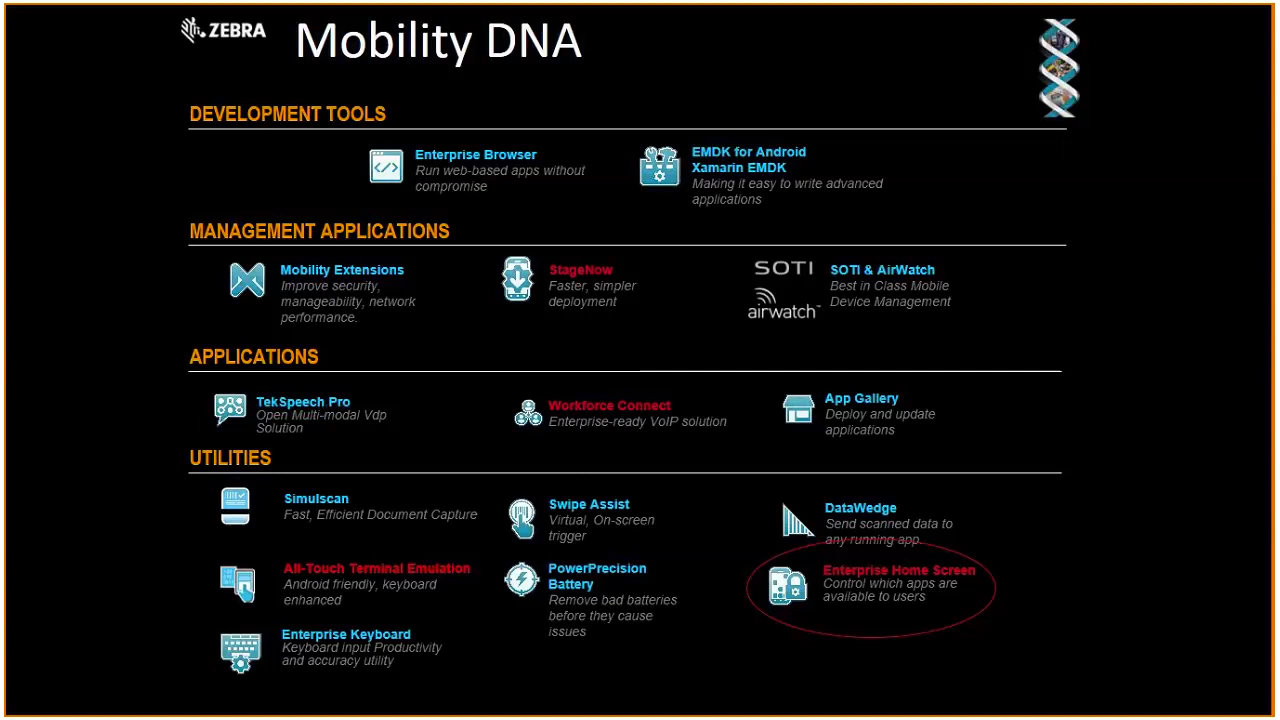 ZEBRA
Mobility DNA
DEVELOPMENT TOOLS
Enterprise Browser
Run web-based apps without
compromise
EMDK for Android
Xamarin EMDK
Making it easy to write advanced
applications
MANAGEMENT APPLICATIONS
Mobility Extensions
Improve security,
manageability, network
performance.
StageNow
Faster, simpler
deployment
SOTI
airwatch™
SOTI & AirWatch
Best in Class Mobile
Device Management
APPLICATIONS
TekSpeech Pro
Open Multi-modal Vdp
Solution
Workforce Connect
Enterprise-ready VoIP solution
App Gallery
Deploy and update
applications
UTILITIES
Simulscan
Fast, Efficient Document Capture
Swipe Assist
Virtual, On-screen
trigger
DataWedge
Send scanned data to
any running app.
All-Touch Terminal Emulation
Android friendly, keyboard
enhanced
PowerPrecision
Battery
Remove bad batteries
before they cause
issues
Enterprise Home Screen
Control which apps are
available to users
Enterprise Keyboard
Keyboard input Productivity
and accuracy utility